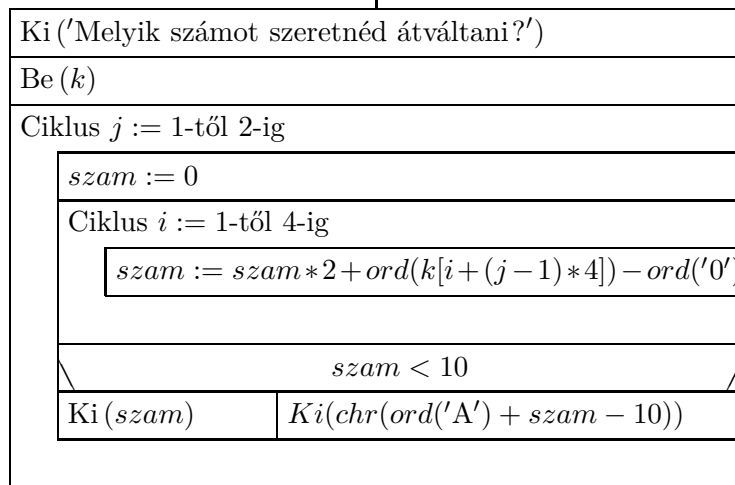 Ki ('Melyik számot szeretnéd átváltani?')
Be (k)
Ciklus j := 1-től 2-ig
szam := 0
Ciklus i := 1-től 4-ig
szam := szam*2+ord(k[i+(j−1)*4])−ord('0')
szam < 10
Ki (szam) Ki(chr(ord('A') + szam − 10))